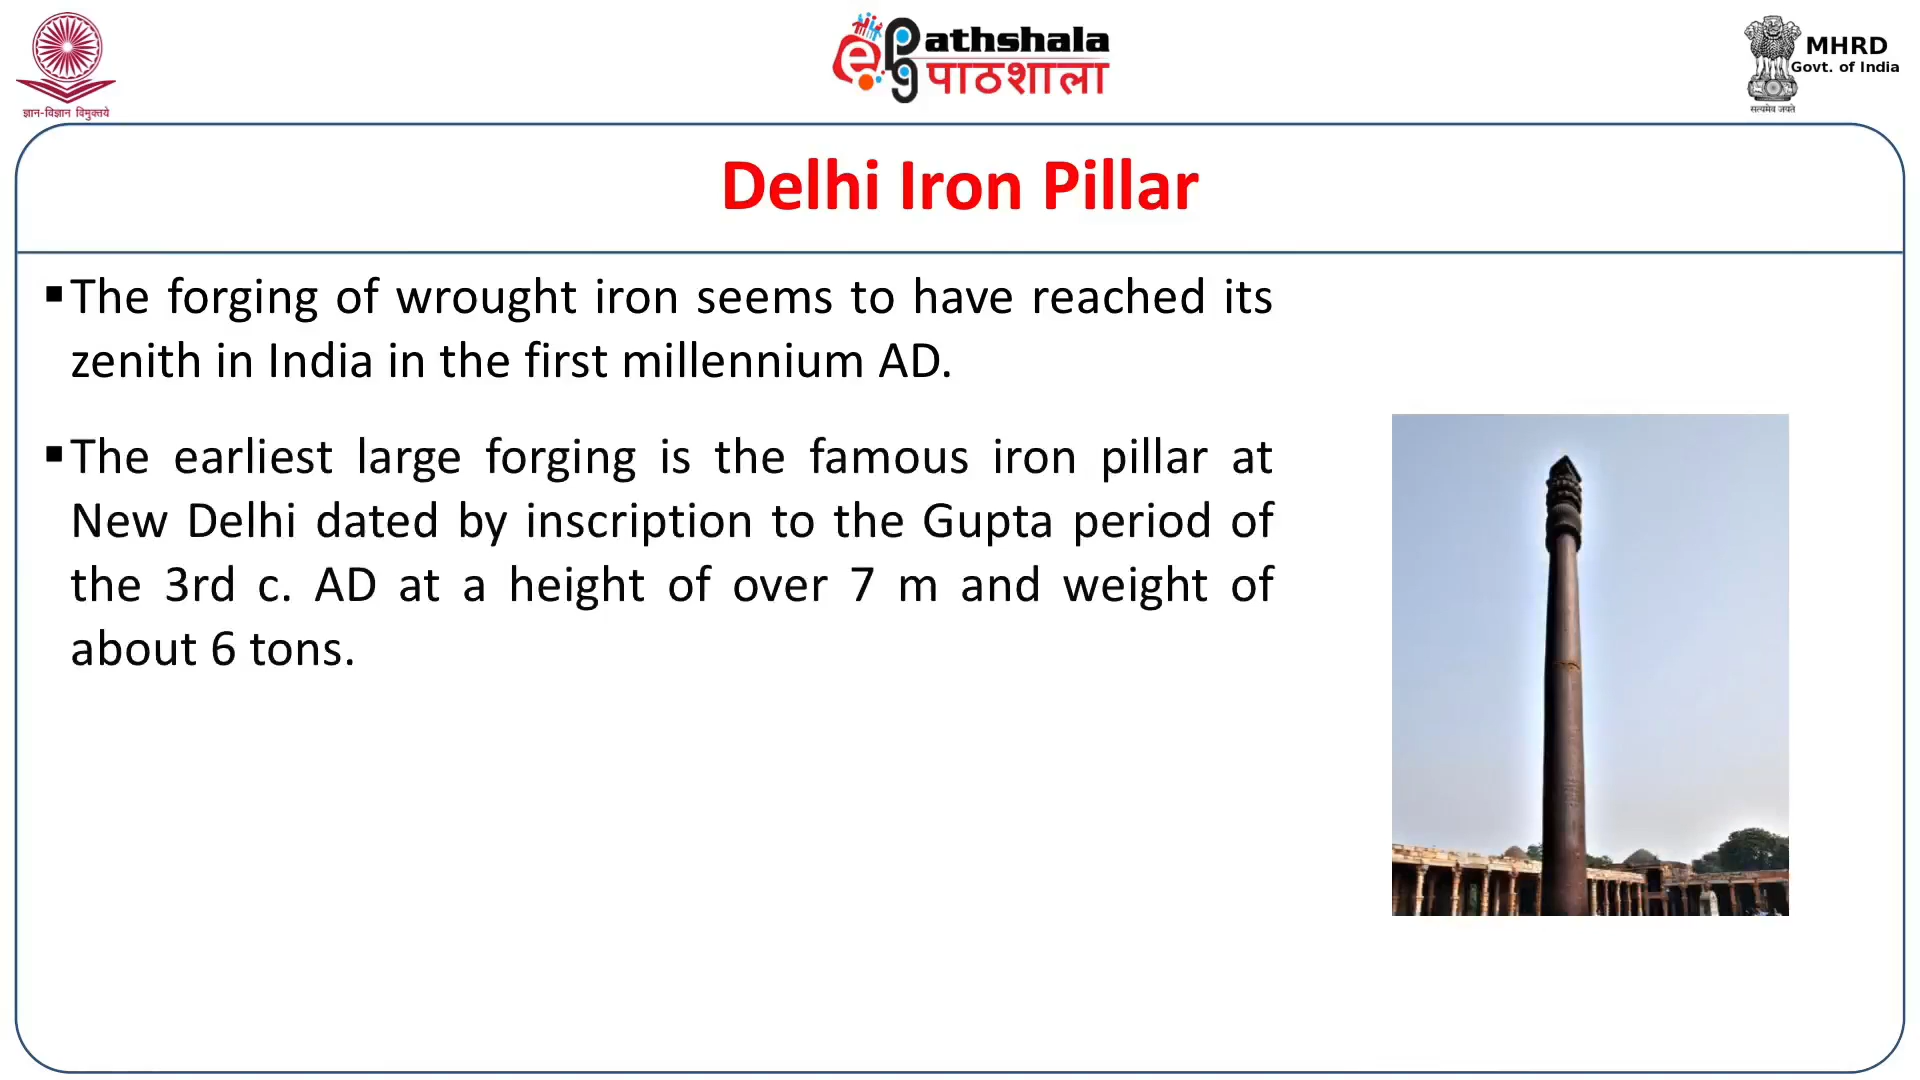 ज्ञान-विज्ञान विमुक्तये
ePG Pathshala
पाठशाला
MHRD
Govt. of India
सत्यमेव जयते
Delhi Iron Pillar
▪The forging of wrought iron seems to have reached its
zenith in India in the first millennium AD.
▪The earliest large forging is the famous iron pillar at
New Delhi dated by inscription to the Gupta period of
the 3rd c. AD at a height of over 7 m and weight of
about 6 tons.